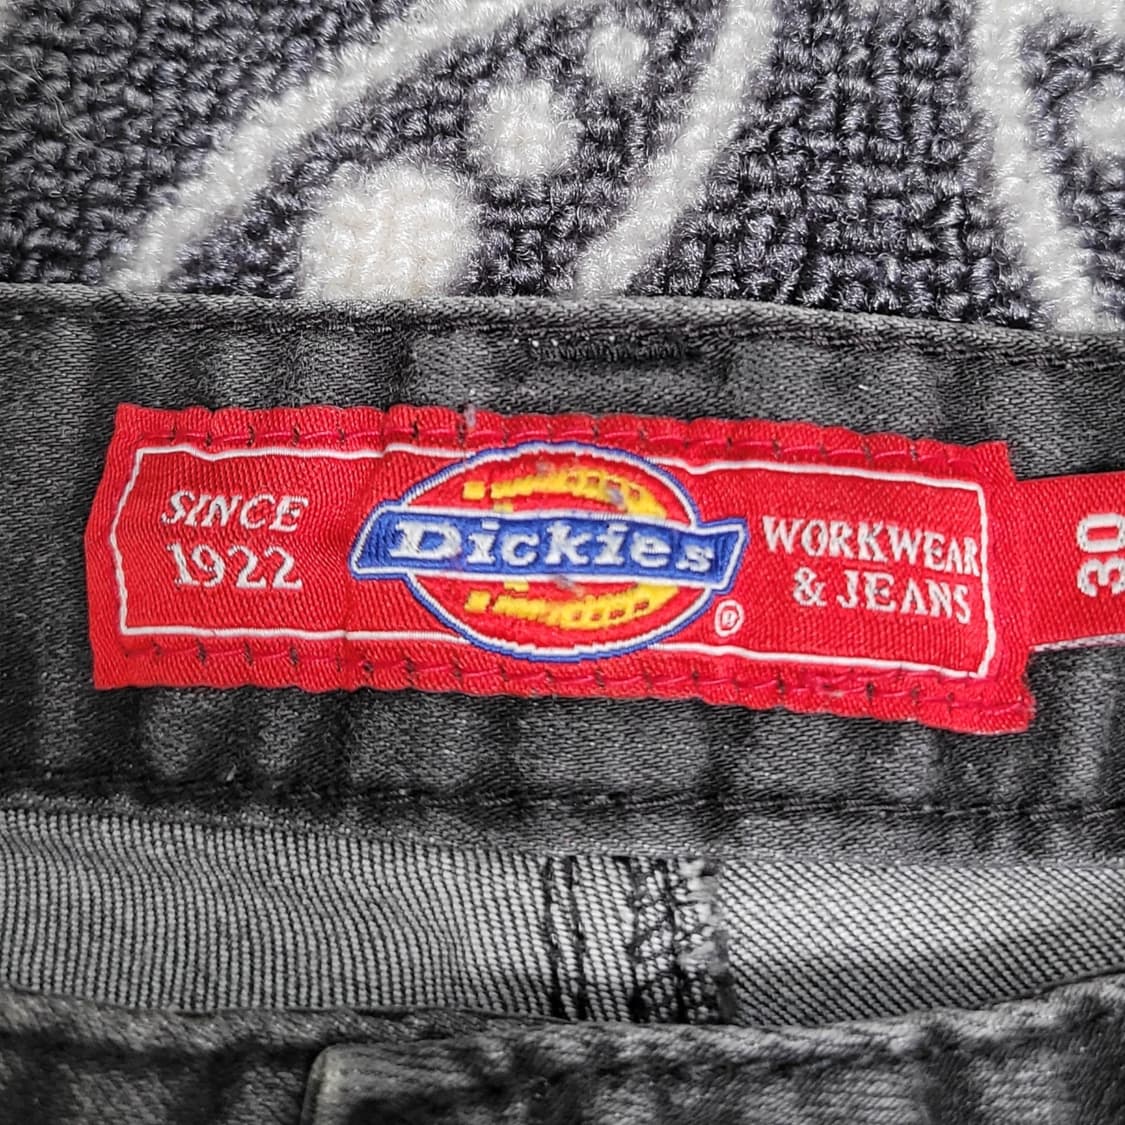 SINCE
1922
Dickies
®
WORKWEAR
& JEANS
30